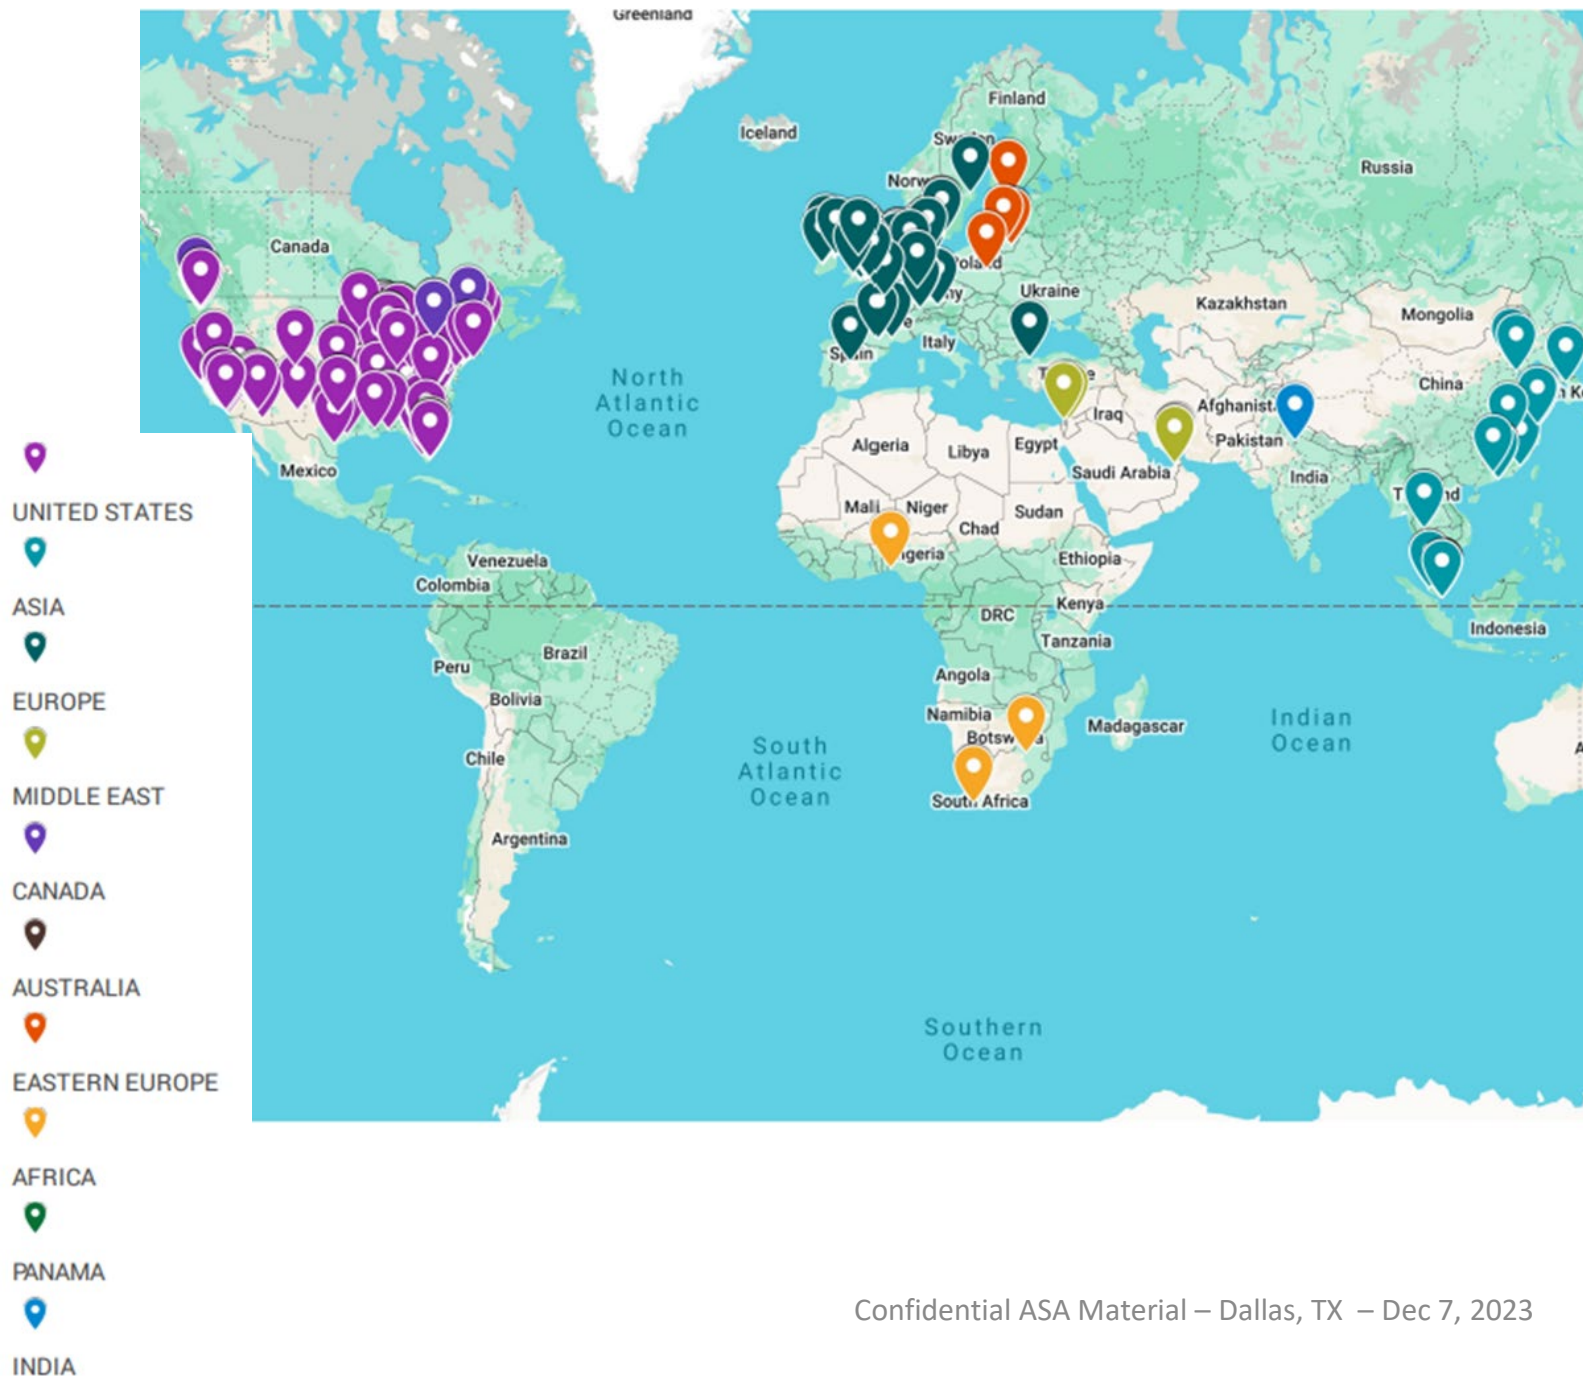 Greenland
Finland
Iceland
Russia
Canada
Ukraine
Kazakhstan
Mongolia
Italy
North
Atlantic
Ocean
China
Iraq
Pakistan
Algeria
Libya
Egypt
Saudi Arabia
India
Mexico
UNITED STATES
Mali
Niger
Chad
Sudan
Venezuela
Ethiopia
Colombia
ASIA
DRC
Kenya
Indonesia
Tanzania
Brazil
Peru
Angola
Bolivia
EUROPE
Namibia
Madagascar
Indian
Ocean
South
Atlantic
Ocean
Chile
MIDDLE EAST
South Africa
Argentina
CANADA
AUSTRALIA
Southern
Ocean
EASTERN EUROPE
AFRICA
PANAMA
INDIA
Confidential ASA Material – Dallas, TX – Dec 7, 2023